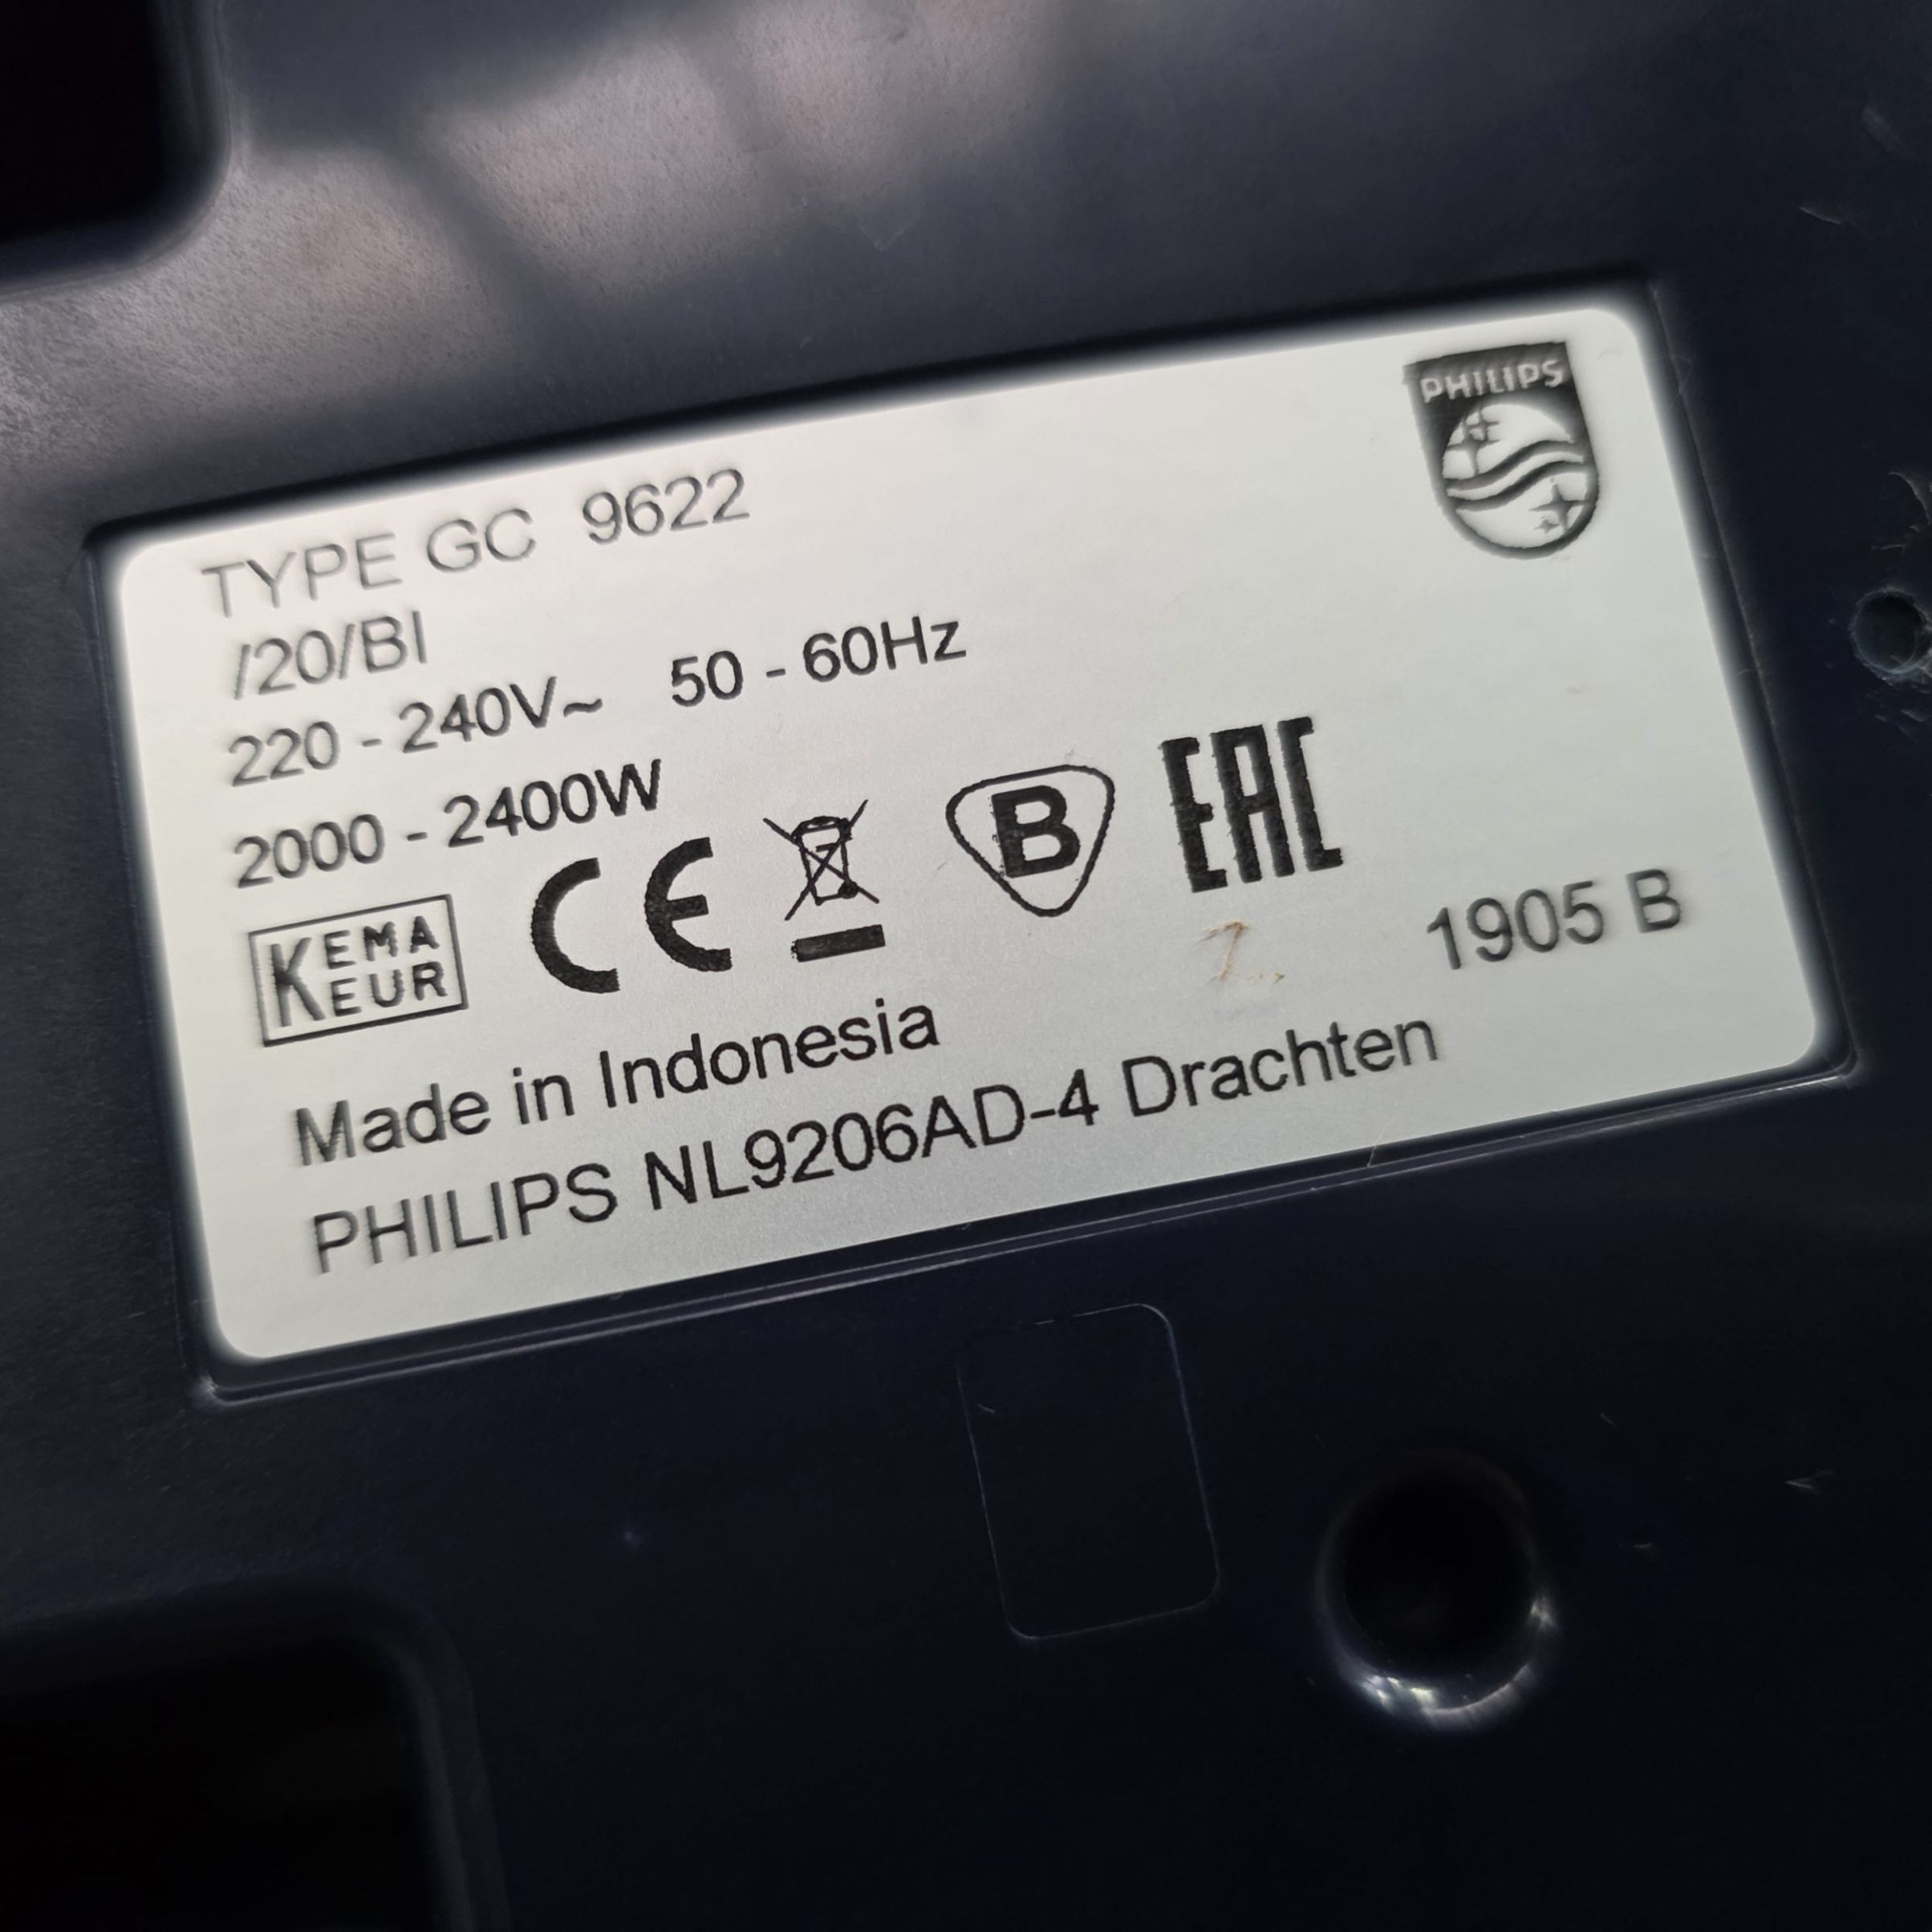 PHILIPS
TYPE GC 9622
/20/BI
220 - 240V~ 50 - 60Hz
2000 - 2400W
KEMA
KEUR
CE
B
EAC
1905 B
Made in Indonesia
PHILIPS NL9206AD-4 Drachten